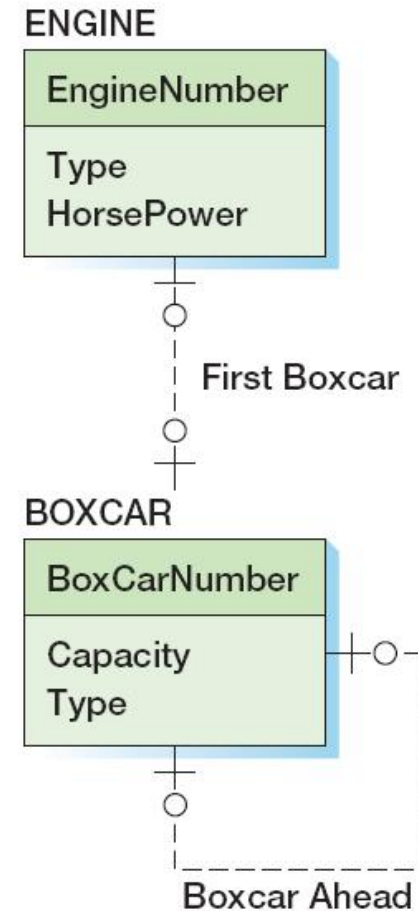 ENGINE
EngineNumber
Type
HorsePower
First Boxcar
BOXCAR
BoxCarNumber
Capacity
Type
Boxcar Ahead